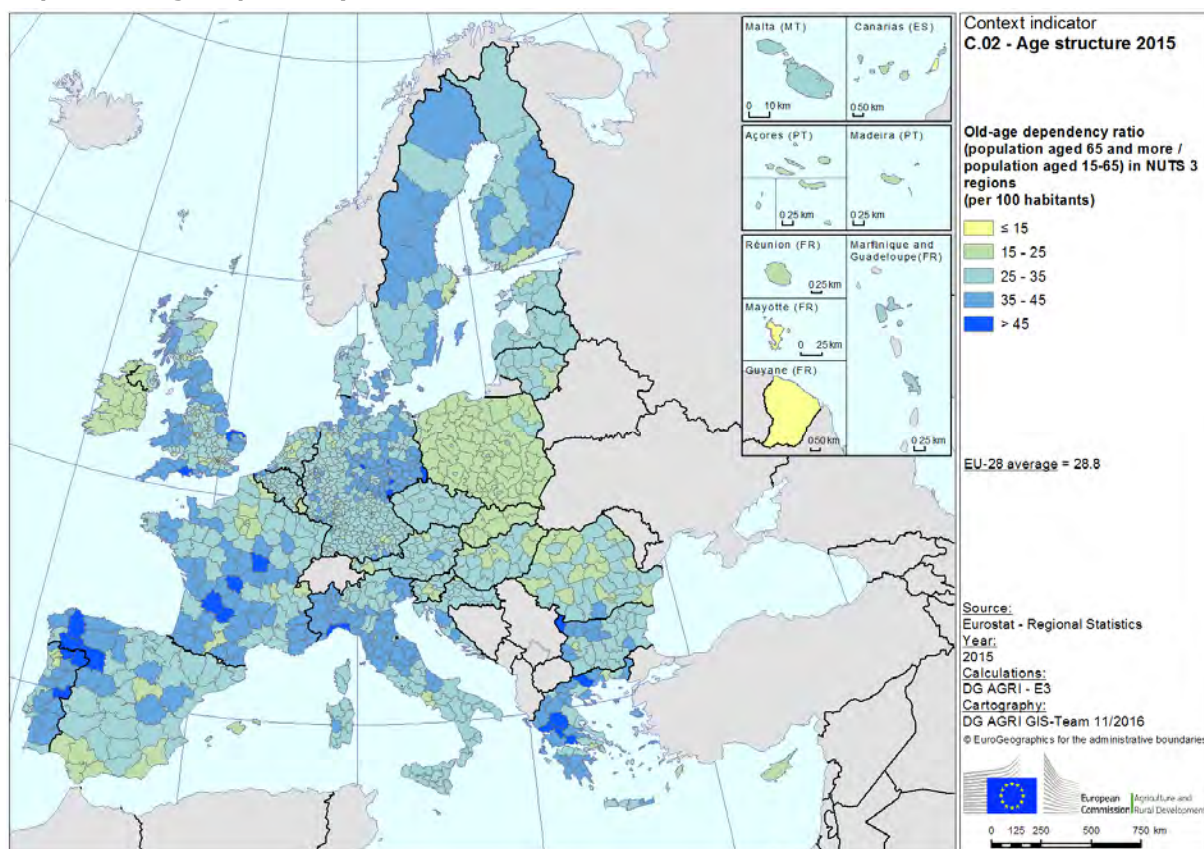 Context indicator
C.02 - Age structure 2015
Old-age dependency ratio
(population aged 65 and more /
population aged 15-65) in NUTS 3
regions
(per 100 habitants)
≤ 15
15 - 25
25 - 35
35 - 45
> 45
EU-28 average = 28.8
Source:
Eurostat - Regional Statistics
Year:
2015
Calculations:
DG AGRI - E3
Cartography:
DG AGRI GIS-Team 11/2016
© EuroGeographics for the administrative boundaries
European
Commission
Agriculture and
Rural Development
0 125 250 500 750 km
Malta (MT)
0 10 km
Canarias (ES)
0 50 km
Açores (PT)
0 25 km
Madeira (PT)
0 25 km
Réunion (FR)
0 25 km
Martinique and
Guadeloupe (FR)
0 25 km
Mayotte (FR)
0 25 km
Guyane (FR)
0 50 km